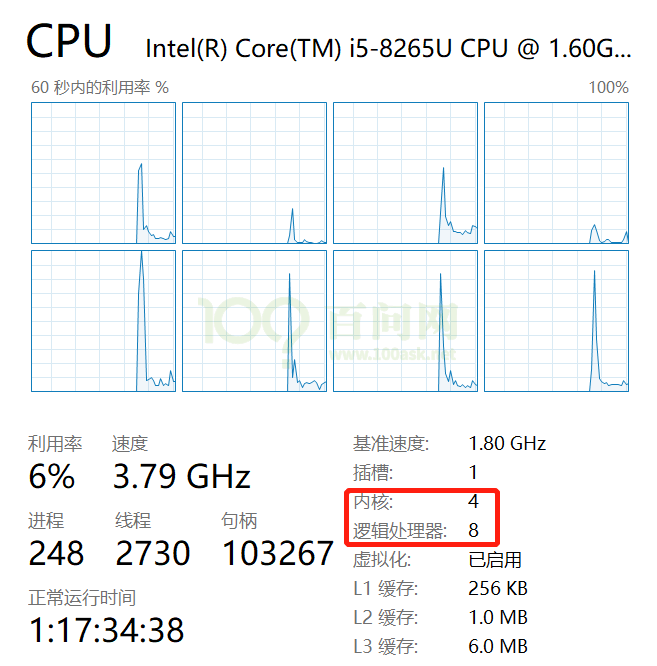 CPU
Intel(R) Core(TM) i5-8265U CPU @ 1.60G...
60 秒内的利用率 %
100%
100
百问网
www.100ask.net
利用率 速度
6% 3.79 GHz
进程 线程 句柄
248 2730 103267
正常运行时间
1:17:34:38
基准速度: 1.80 GHz
插槽: 1
内核: 4
逻辑处理器: 8
虚拟化: 已启用
L1 缓存: 256 KB
L2 缓存: 1.0 MB
L3 缓存: 6.0 MB